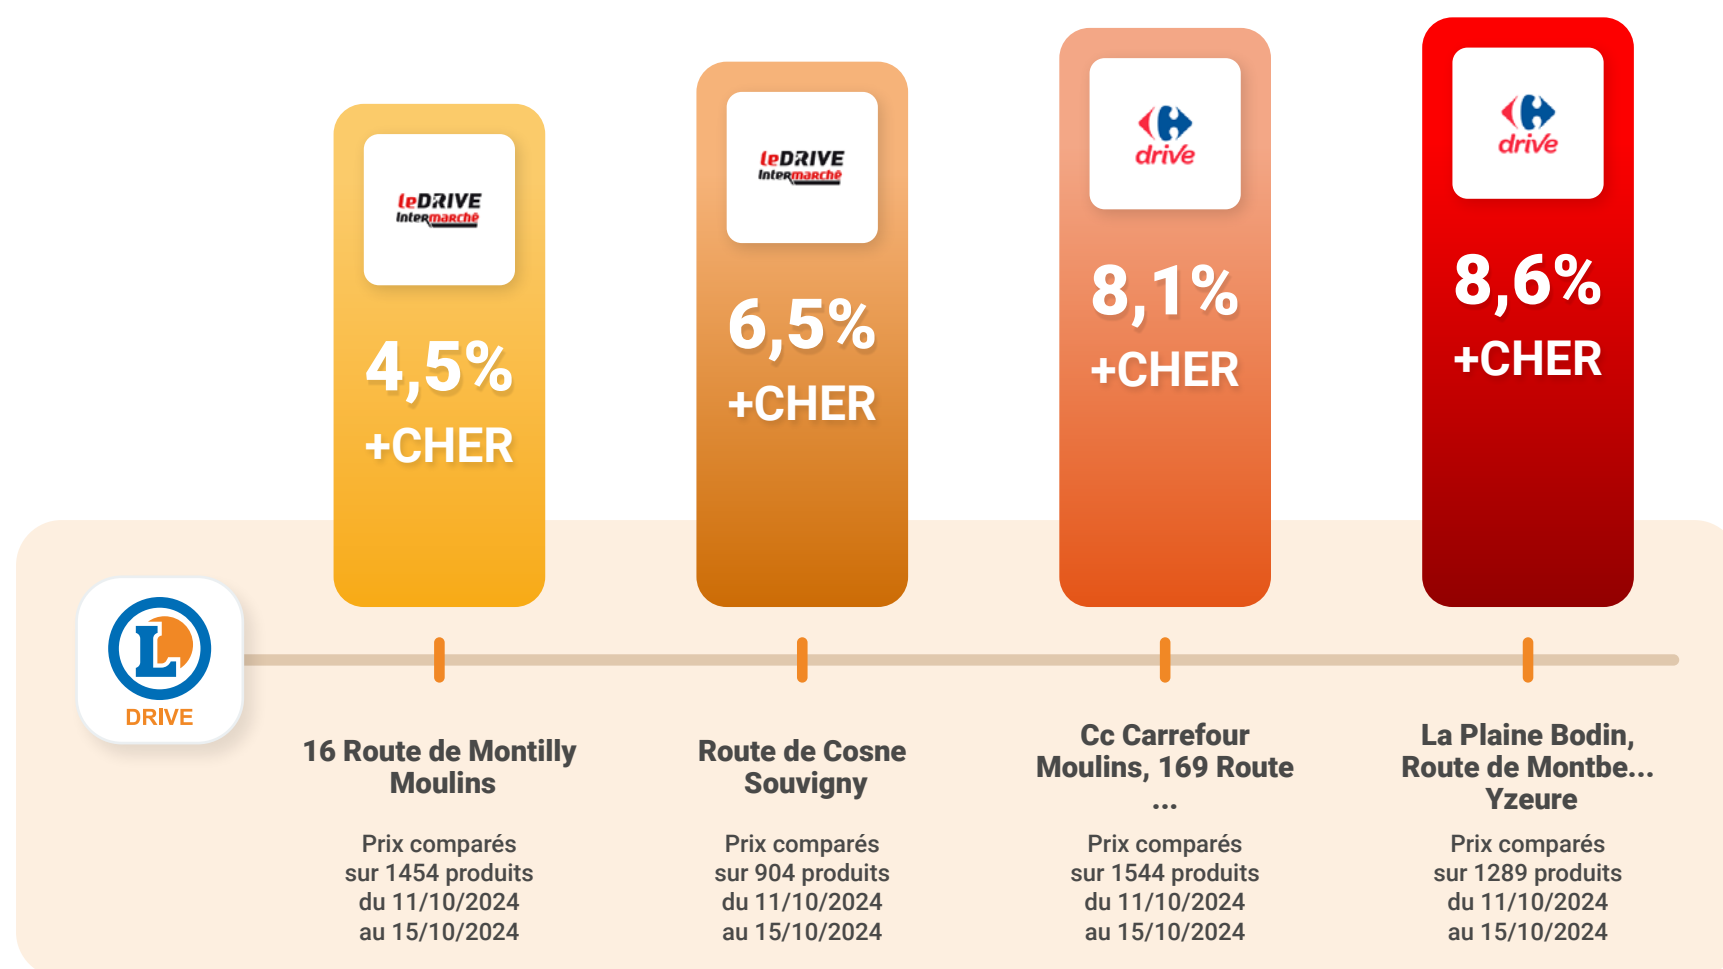 leDRIVE
Intermarché
4,5%
+CHER
leDRIVE
Intermarché
6,5%
+CHER
drive
8,1%
+CHER
drive
8,6%
+CHER
L
DRIVE
16 Route de Montilly
Moulins
Prix comparés
sur 1454 produits
du 11/10/2024
au 15/10/2024
Route de Cosne
Souvigny
Prix comparés
sur 904 produits
du 11/10/2024
au 15/10/2024
Cc Carrefour
Moulins, 169 Route
...
Prix comparés
sur 1544 produits
du 11/10/2024
au 15/10/2024
La Plaine Bodin,
Route de Montbe...
Yzeure
Prix comparés
sur 1289 produits
du 11/10/2024
au 15/10/2024